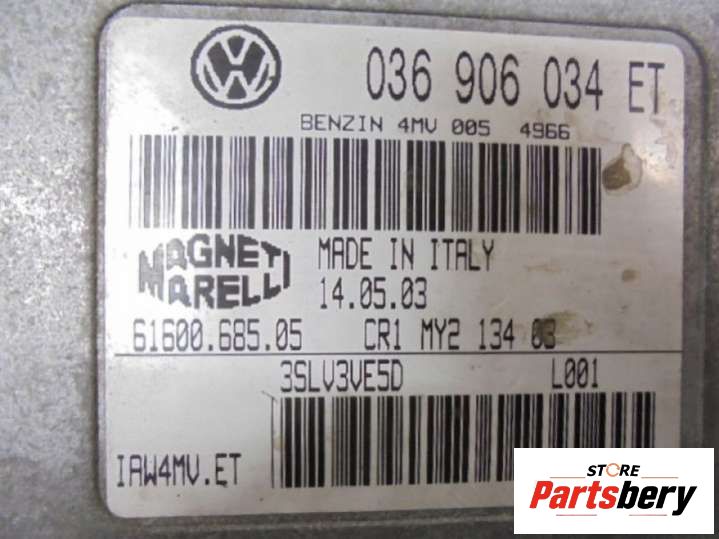 036 906 034 ET
BENZIN 4MV 005 4966
MAGNETI MARELLI
MADE IN ITALY
14.05.03
61600.685.05 CR1 MY2 134 03
3SLV3VE5D L001
IAW4MV.ET
STORE
Partsbery